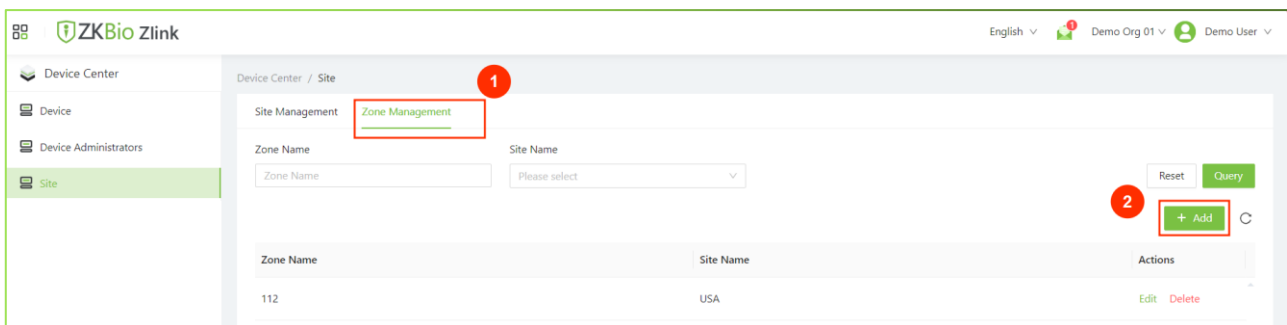 ZKBio Zlink
English
1
Demo Org 01
Demo User
Device Center
Device
Device Administrators
Site
Device Center / Site
1
Site Management
Zone Management
Zone Name
Site Name
Zone Name
Please select
Reset
Query
2
+ Add
Zone Name
Site Name
Actions
112
USA
Edit
Delete